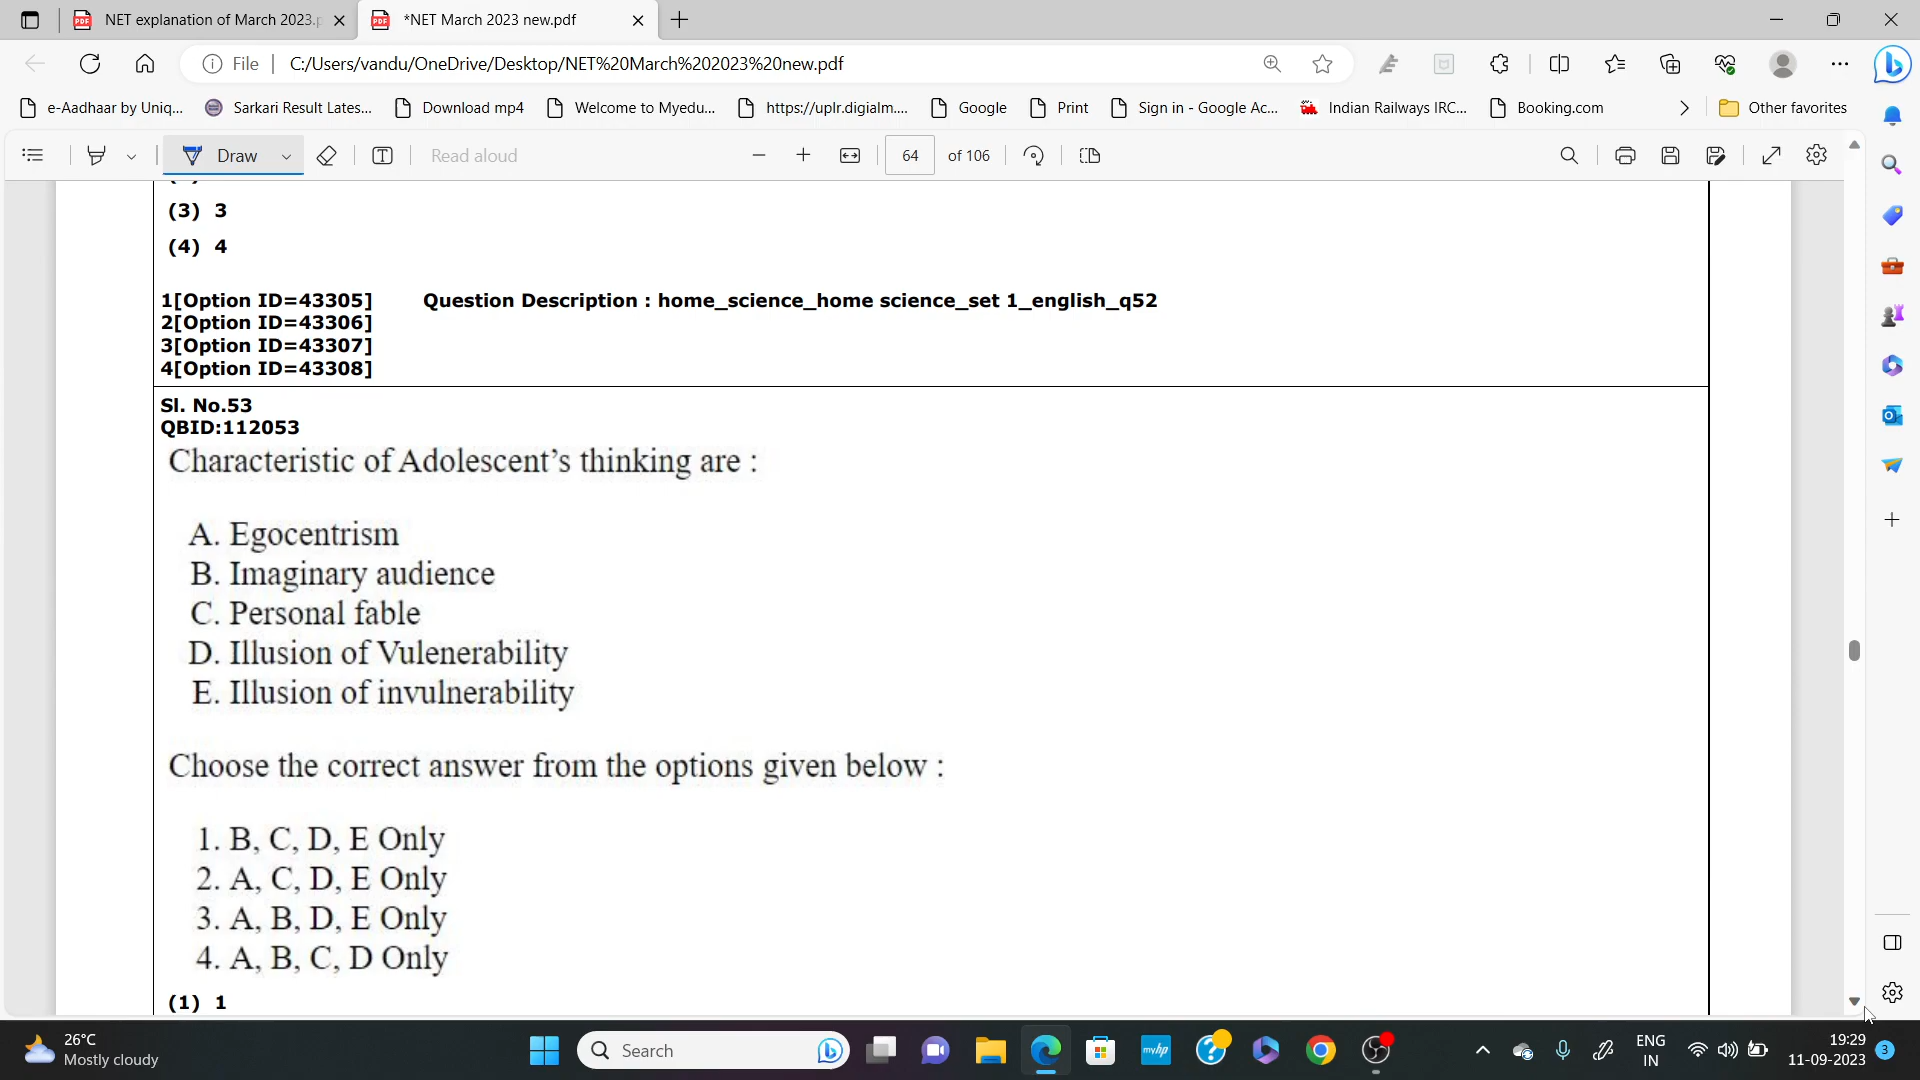 NET explanation of March 2023.p
*NET March 2023 new.pdf
File
C:/Users/vandu/OneDrive/Desktop/NET%20March%202023%20new.pdf
e-Aadhaar by Uniq...
Sarkari Result Lates...
Download mp4
Welcome to Myedu...
https://uplr.digialm....
Google
Print
Sign in - Google Ac...
Indian Railways IRC...
Booking.com
Other favorites
Draw
Read aloud
64
of 106
(3) 3
(4) 4
1[Option ID=43305] Question Description : home_science_home science_set 1_english_q52
2[Option ID=43306]
3[Option ID=43307]
4[Option ID=43308]
Sl. No.53
QBID:112053
Characteristic of Adolescent's thinking are :
A. Egocentrism
B. Imaginary audience
C. Personal fable
D. Illusion of Vulenerability
E. Illusion of invulnerability
Choose the correct answer from the options given below :
1. B, C, D, E Only
2. A, C, D, E Only
3. A, B, D, E Only
4. A, B, C, D Only
(1) 1
26°C
Mostly cloudy
Search
myhp
ENG
IN
19:29
11-09-2023
3